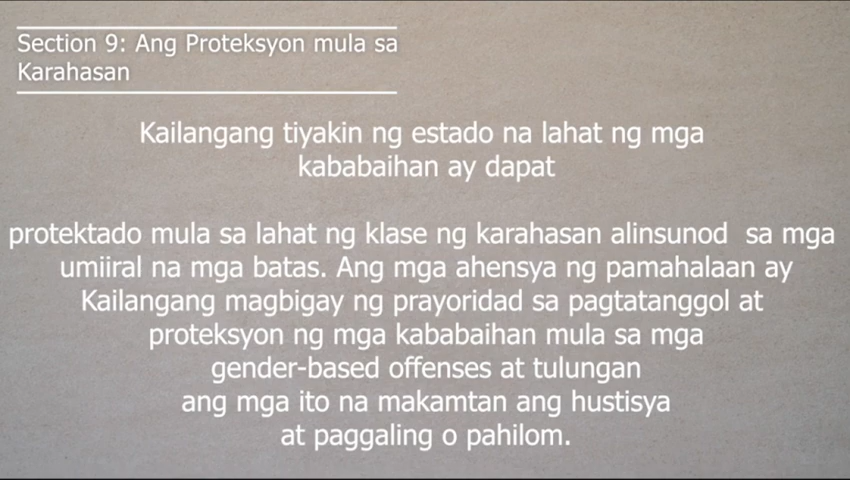 Section 9: Ang Proteksyon mula sa
Karahasan
Kailangang tiyakin ng estado na lahat ng mga
kababaihan ay dapat
protektado mula sa lahat ng klase ng karahasan alinsunod  sa mga
umiiral na mga batas. Ang mga ahensya ng pamahalaan ay
Kailangang magbigay ng prayoridad sa pagtatanggol at
proteksyon ng mga kababaihan mula sa mga
gender-based offenses at tulungan
ang mga ito na makamtan ang hustisya
at paggaling o pahilom.